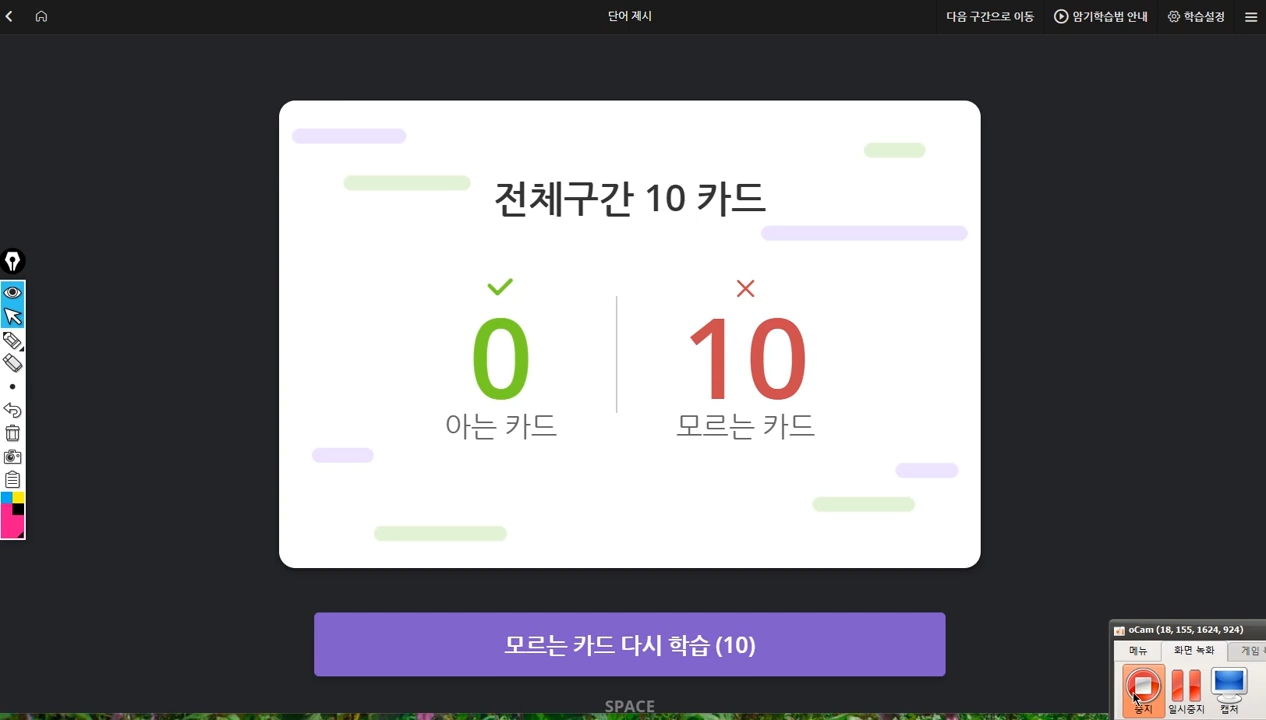 단어 제시
다음 구간으로 이동
암기학습법 안내
학습설정
전체구간 10 카드
0
아는 카드
10
모르는 카드
모르는 카드 다시 학습 (10)
SPACE
oCam (18, 155, 1624, 924)
메뉴
화면 녹화
게임
중지
일시중지
캡처